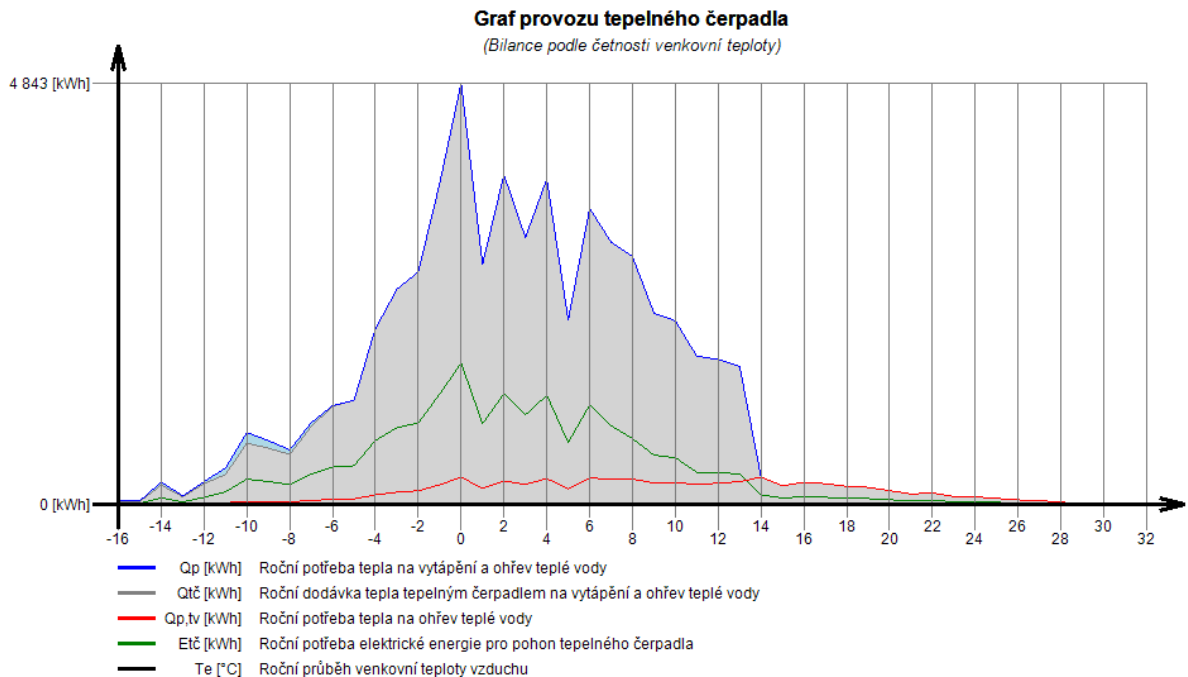 Graf provozu tepelného čerpadla
(Bilance podle četnosti venkovní teploty)
4 843 [kWh]
0 [kWh]
-16 -14 -12 -10 -8 -6 -4 -2 0 2 4 6 8 10 12 14 16 18 20 22 24 26 28 30 32
Qp [kWh] Roční potřeba tepla na vytápění a ohřev teplé vody
Qtč [kWh] Roční dodávka tepla tepelným čerpadlem na vytápění a ohřev teplé vody
Qp,tv [kWh] Roční potřeba tepla na ohřev teplé vody
Etč [kWh] Roční potřeba elektrické energie pro pohon tepelného čerpadla
Te [°C] Roční průběh venkovní teploty vzduchu